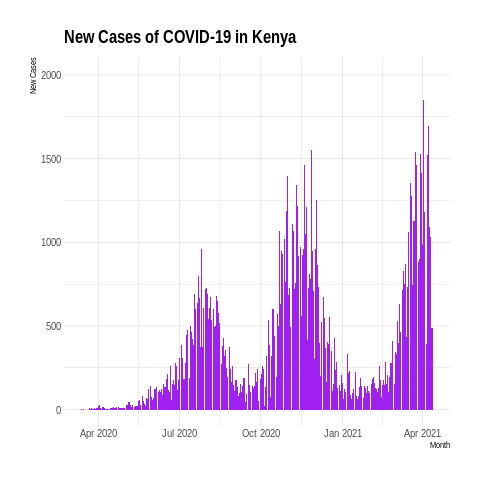 New Cases of COVID-19 in Kenya
New Cases
2000
1500
1000
500
0
Apr 2020 Jul 2020 Oct 2020 Jan 2021 Apr 2021
Month